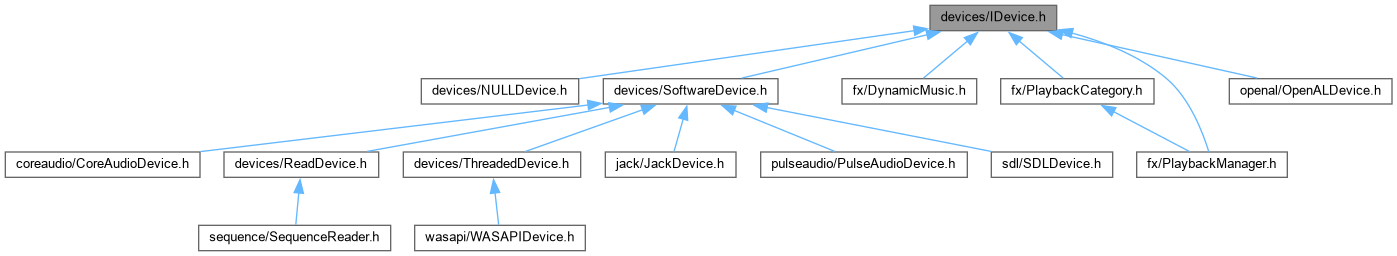 devices/IDevice.h
devices/NULLDevice.h
devices/SoftwareDevice.h
fx/DynamicMusic.h
fx/PlaybackCategory.h
openal/OpenALDevice.h
coreaudio/CoreAudioDevice.h
devices/ReadDevice.h
devices/ThreadedDevice.h
jack/JackDevice.h
pulseaudio/PulseAudioDevice.h
sdl/SDLDevice.h
fx/PlaybackManager.h
sequence/SequenceReader.h
wasapi/WASAPIDevice.h